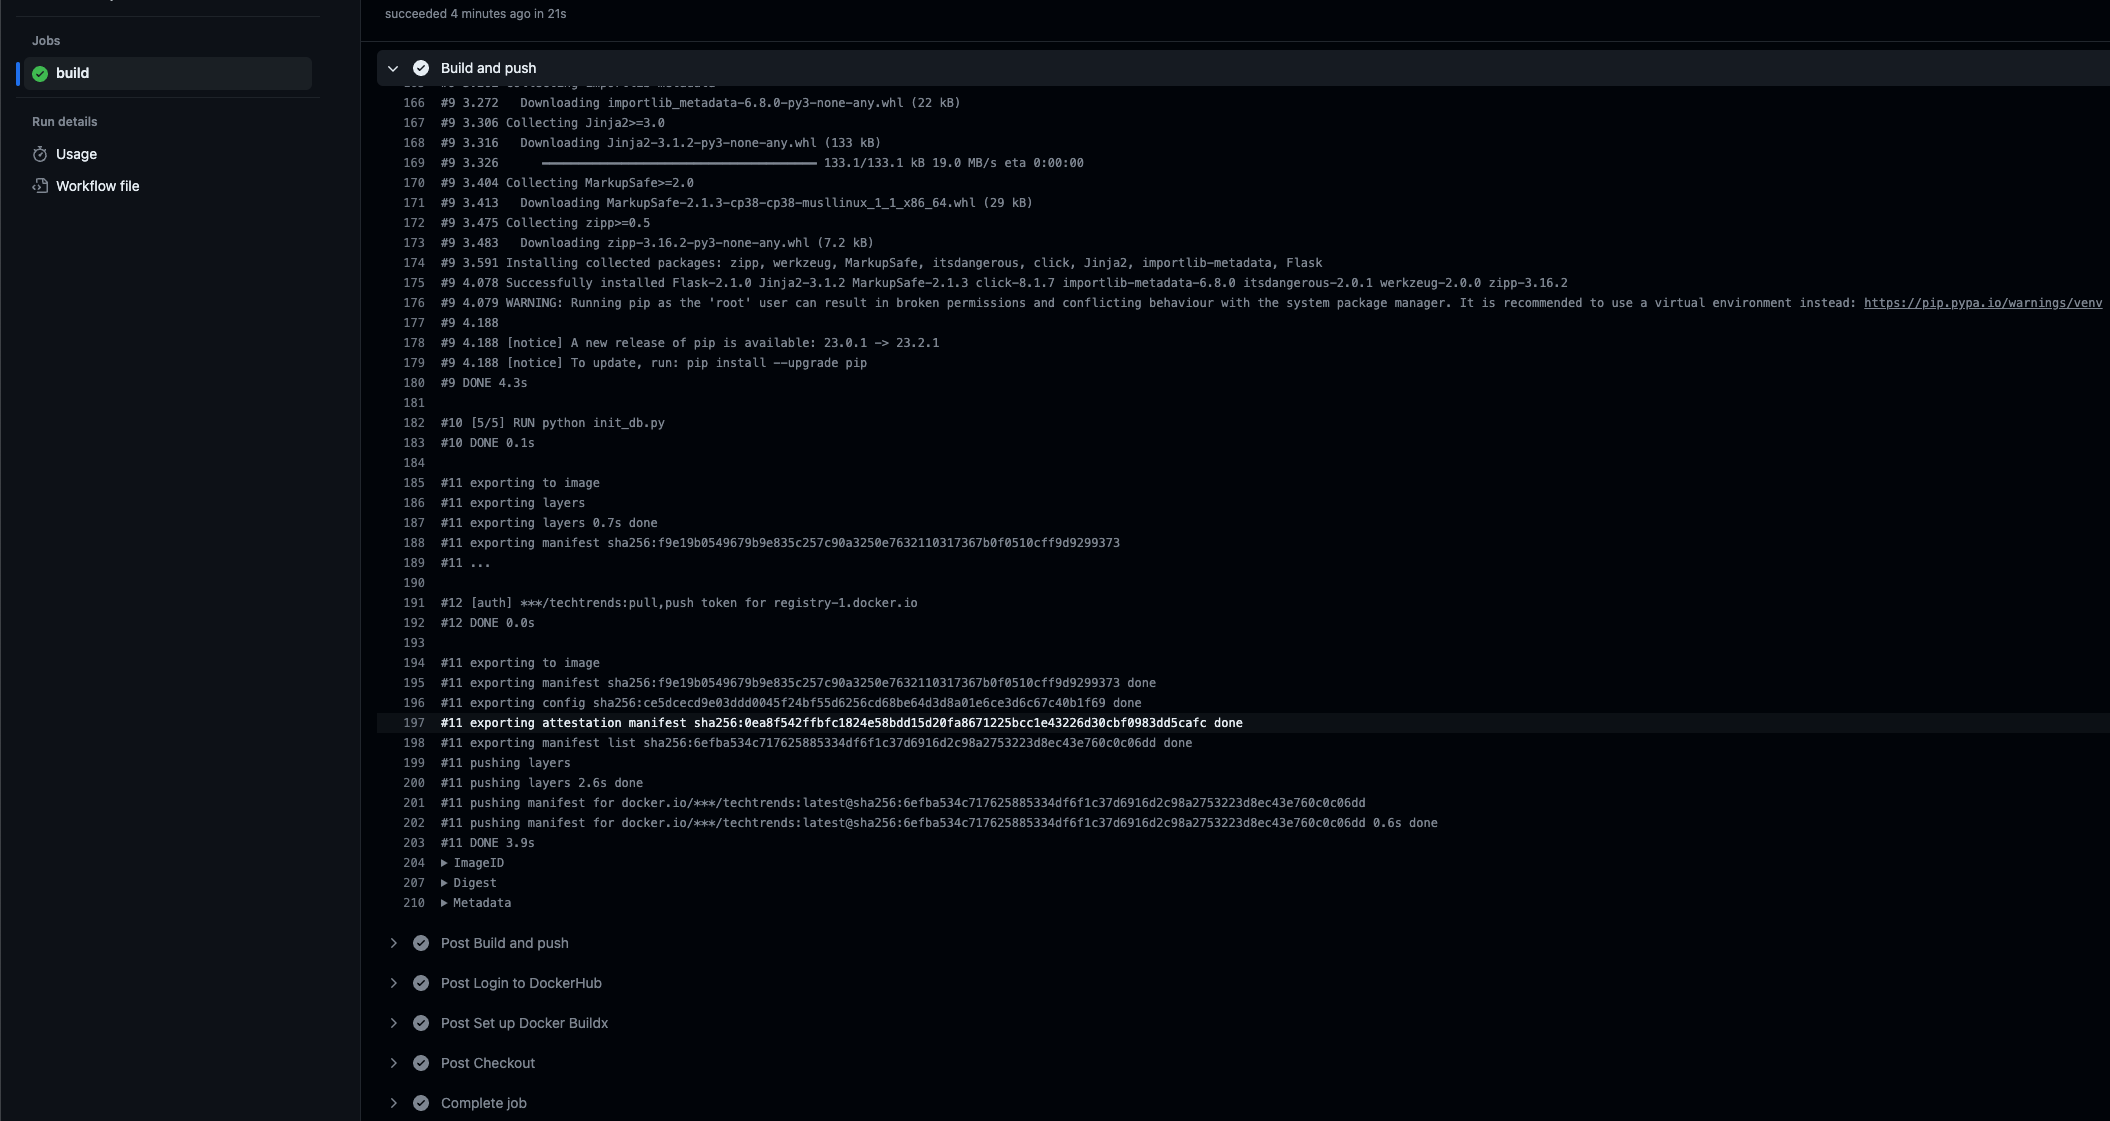 succeeded 4 minutes ago in 21s
Jobs
build
Run details
Usage
Workflow file
Build and push
166 #9 3.272   Downloading importlib_metadata-6.8.0-py3-none-any.whl (22 kB)
167 #9 3.306 Collecting Jinja2>=3.0
168 #9 3.316   Downloading Jinja2-3.1.2-py3-none-any.whl (133 kB)
169 #9 3.326      ━━━━━━━━━━━━━━━━━━━━━━━━━━━━━━━━━━━━━━ 133.1/133.1 kB 19.0 MB/s eta 0:00:00
170 #9 3.404 Collecting MarkupSafe>=2.0
171 #9 3.413   Downloading MarkupSafe-2.1.3-cp38-cp38-musllinux_1_1_x86_64.whl (29 kB)
172 #9 3.475 Collecting zipp>=0.5
173 #9 3.483   Downloading zipp-3.16.2-py3-none-any.whl (7.2 kB)
174 #9 3.591 Installing collected packages: zipp, werkzeug, MarkupSafe, itsdangerous, click, Jinja2, importlib-metadata, Flask
175 #9 4.078 Successfully installed Flask-2.1.0 Jinja2-3.1.2 MarkupSafe-2.1.3 click-8.1.7 importlib-metadata-6.8.0 itsdangerous-2.0.1 werkzeug-2.0.0 zipp-3.16.2
176 #9 4.079 WARNING: Running pip as the 'root' user can result in broken permissions and conflicting behaviour with the system package manager. It is recommended to use a virtual environment instead: https://pip.pypa.io/warnings/venv
177 #9 4.188
178 #9 4.188 [notice] A new release of pip is available: 23.0.1 -> 23.2.1
179 #9 4.188 [notice] To update, run: pip install --upgrade pip
180 #9 DONE 4.3s
181
182 #10 [5/5] RUN python init_db.py
183 #10 DONE 0.1s
184
185 #11 exporting to image
186 #11 exporting layers
187 #11 exporting layers 0.7s done
188 #11 exporting manifest sha256:f9e19b0549679b9e835c257c90a3250e7632110317367b0f0510cff9d9299373
189 #11 ...
190
191 #12 [auth] ***/techtrends:pull,push token for registry-1.docker.io
192 #12 DONE 0.0s
193
194 #11 exporting to image
195 #11 exporting manifest sha256:f9e19b0549679b9e835c257c90a3250e7632110317367b0f0510cff9d9299373 done
196 #11 exporting config sha256:ce5dcecd9e03ddd0045f24bf55d6256cd68be64d3d8a01e6ce3d6c67c40b1f69 done
197 #11 exporting attestation manifest sha256:0ea8f542ffbfc1824e58bdd15d20fa8671225bcc1e43226d30cbf0983dd5cafc done
198 #11 exporting manifest list sha256:6efba534c717625885334df6f1c37d6916d2c98a2753223d8ec43e760c0c06dd done
199 #11 pushing layers
200 #11 pushing layers 2.6s done
201 #11 pushing manifest for docker.io/***/techtrends:latest@sha256:6efba534c717625885334df6f1c37d6916d2c98a2753223d8ec43e760c0c06dd
202 #11 pushing manifest for docker.io/***/techtrends:latest@sha256:6efba534c717625885334df6f1c37d6916d2c98a2753223d8ec43e760c0c06dd 0.6s done
203 #11 DONE 3.9s
204 ▶ ImageID
207 ▶ Digest
210 ▶ Metadata
Post Build and push
Post Login to DockerHub
Post Set up Docker Buildx
Post Checkout
Complete job